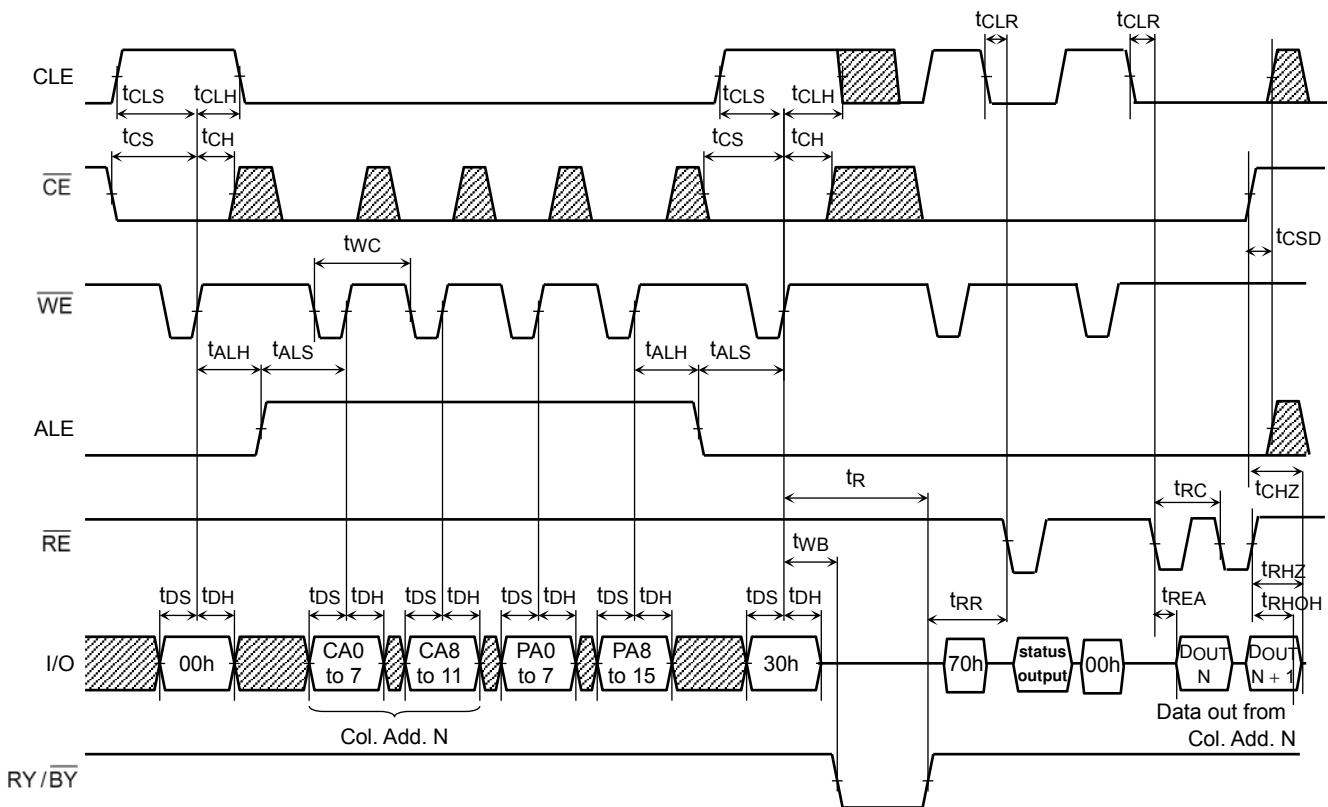 tCLR tCLR
CLE
tCLS tCLH tCLS tCLH
tCS tCH tCS tCH
CE
tCSD
tWC
WE
tALH tALS tALH tALS
ALE
tR tRC tCHZ
RE
tWB
tRHZ
tDS tDH tDS tDH tDS tDH tDS tDH tDS tDH tDS tDH tRR tREA tRHOH
I/O 00h CA0 to 7 CA8 to 11 PA0 to 7 PA8 to 15 30h 70h status output 00h DOUT N DOUT N + 1
Col. Add. N
Data out from
Col. Add. N
RY / BY